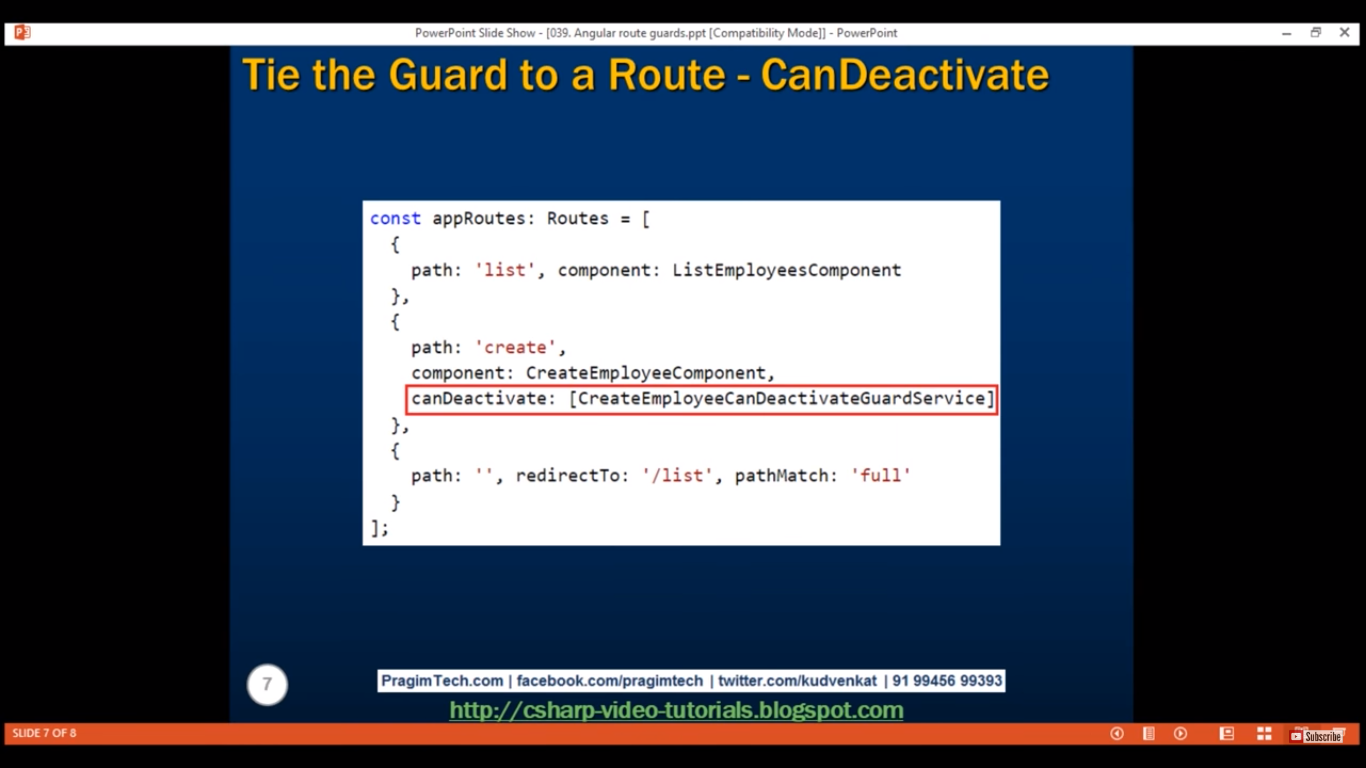 PowerPoint Slide Show - [039. Angular route guards.ppt [Compatibility Mode]] - PowerPoint
Tie the Guard to a Route - CanDeactivate
const appRoutes: Routes = [
{
path: 'list', component: ListEmployeesComponent
},
{
path: 'create',
component: CreateEmployeeComponent,
canDeactivate: [CreateEmployeeCanDeactivateGuardService]
},
{
path: '', redirectTo: '/list', pathMatch: 'full'
}
];
7
PragimTech.com | facebook.com/pragimtech | twitter.com/kudvenkat | 91 99456 99393
http://csharp-video-tutorials.blogspot.com
SLIDE 7 OF 8
Subscribe